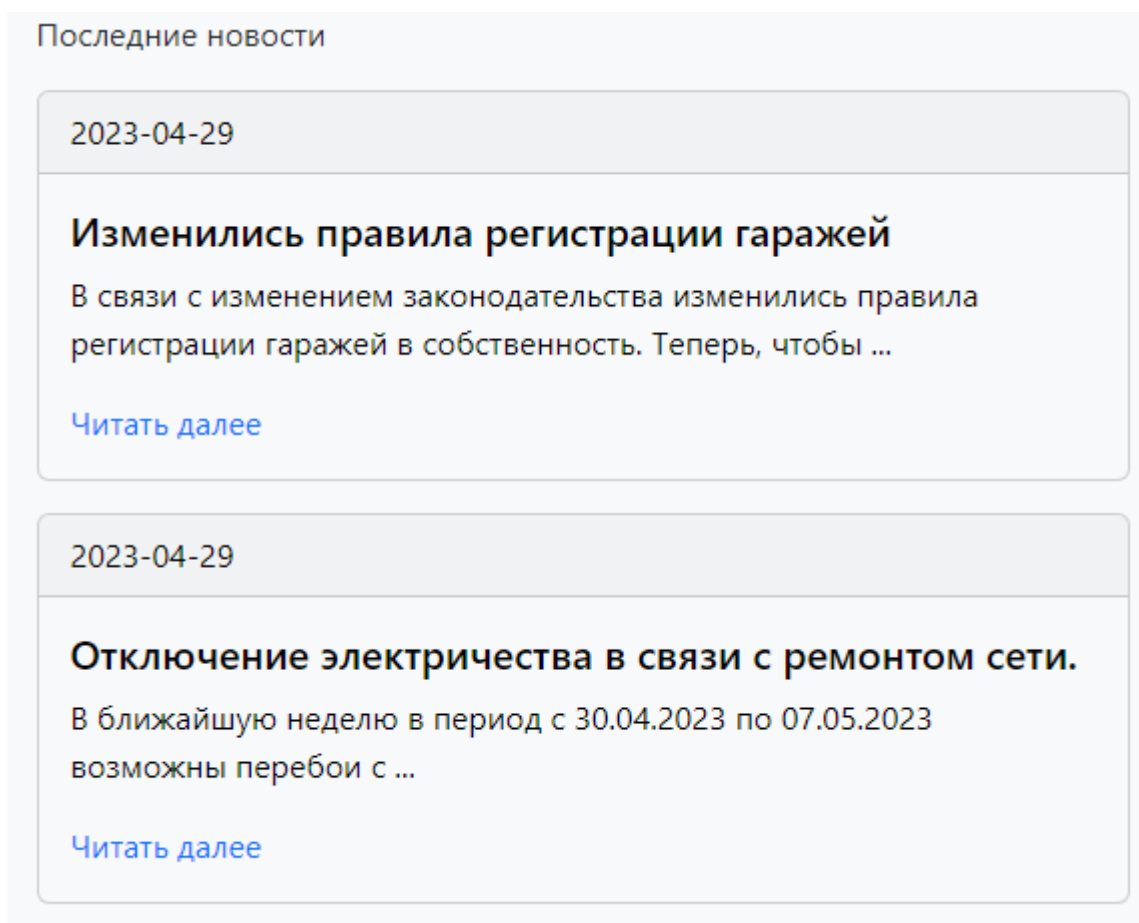 Последние новости
2023-04-29
Изменились правила регистрации гаражей
В связи с изменением законодательства изменились правила
регистрации гаражей в собственность. Теперь, чтобы ...
Читать далее
2023-04-29
Отключение электричества в связи с ремонтом сети.
В ближайшую неделю в период с 30.04.2023 по 07.05.2023
возможны перебои с ...
Читать далее